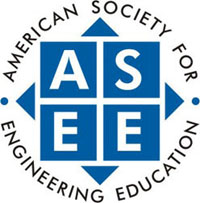 AMERICAN SOCIETY FOR
AS
EE
ENGINEERING EDUCATION